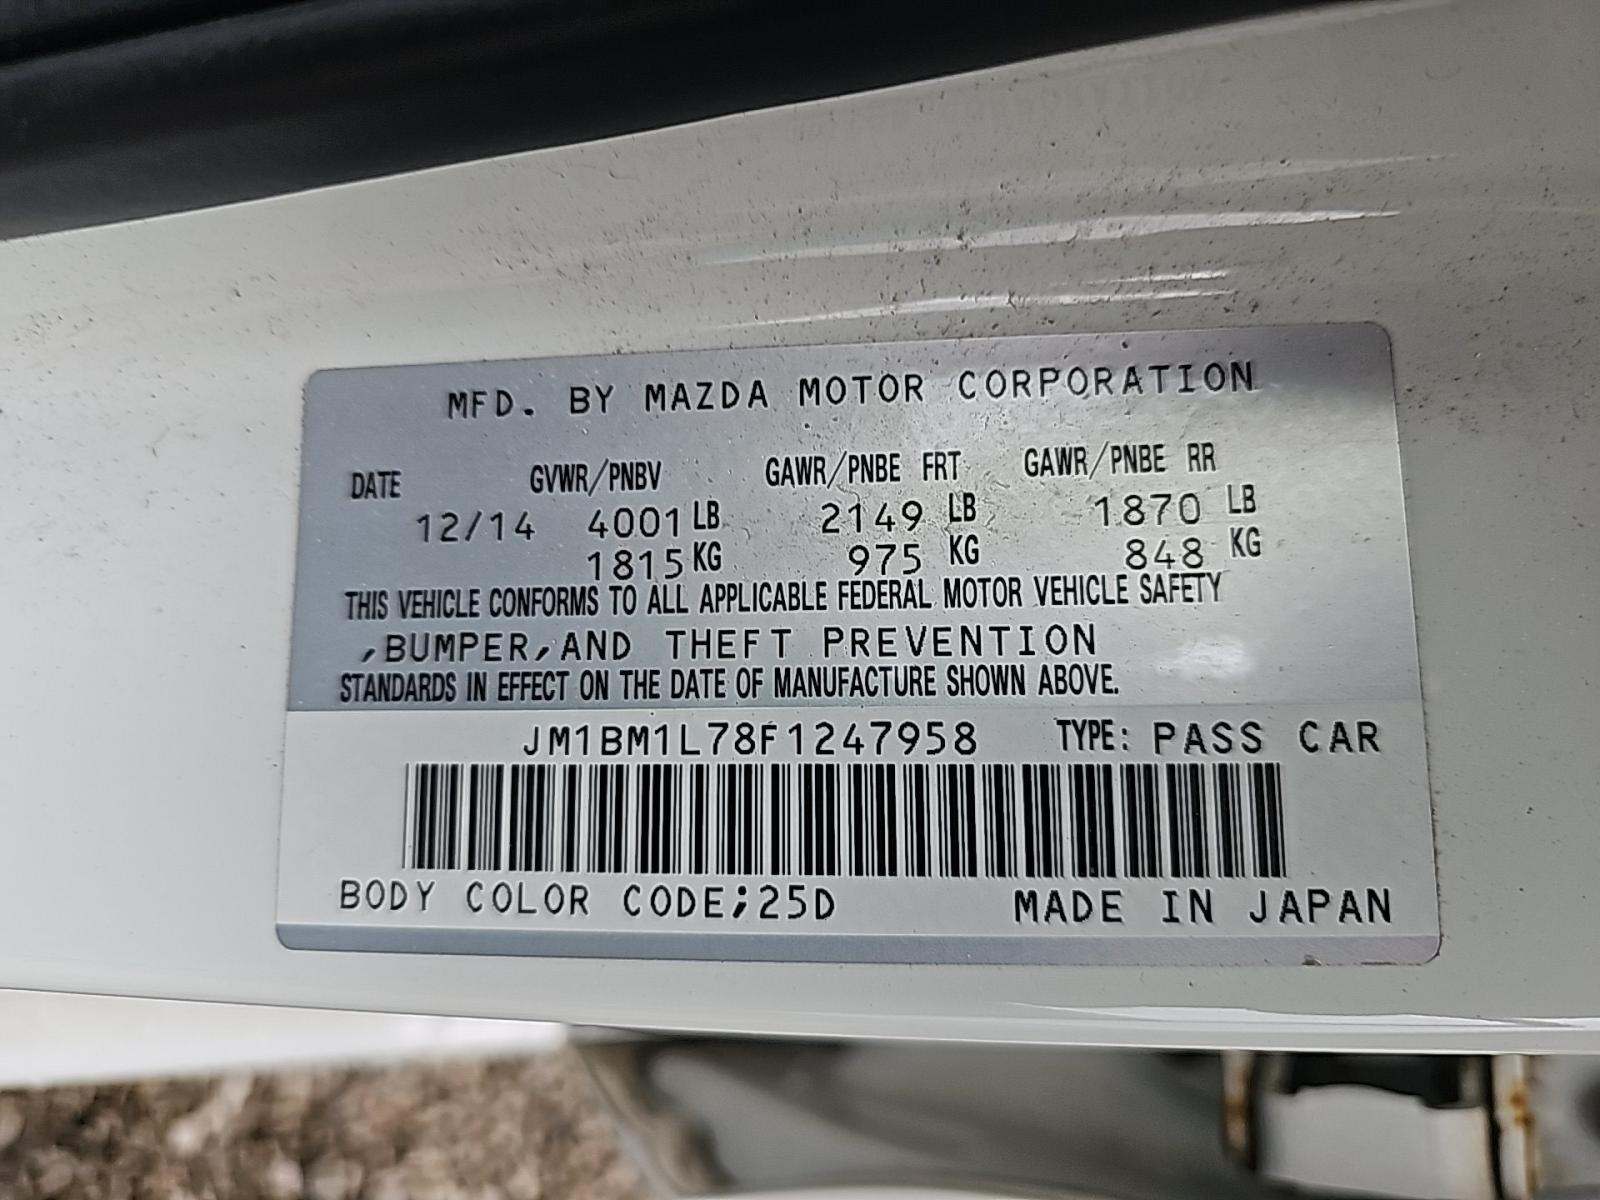 MFD. BY MAZDA MOTOR CORPORATION
DATE GVWR/PNBV GAWR/PNBE FRT GAWR/PNBE RR
12/14 4001 LB 2149 LB 1870 LB
1815 KG 975 KG 848 KG
THIS VEHICLE CONFORMS TO ALL APPLICABLE FEDERAL MOTOR VEHICLE SAFETY
,BUMPER,AND THEFT PREVENTION
STANDARDS IN EFFECT ON THE DATE OF MANUFACTURE SHOWN ABOVE.
JM1BM1L78F1247958 TYPE: PASS CAR
BODY COLOR CODE;25D MADE IN JAPAN